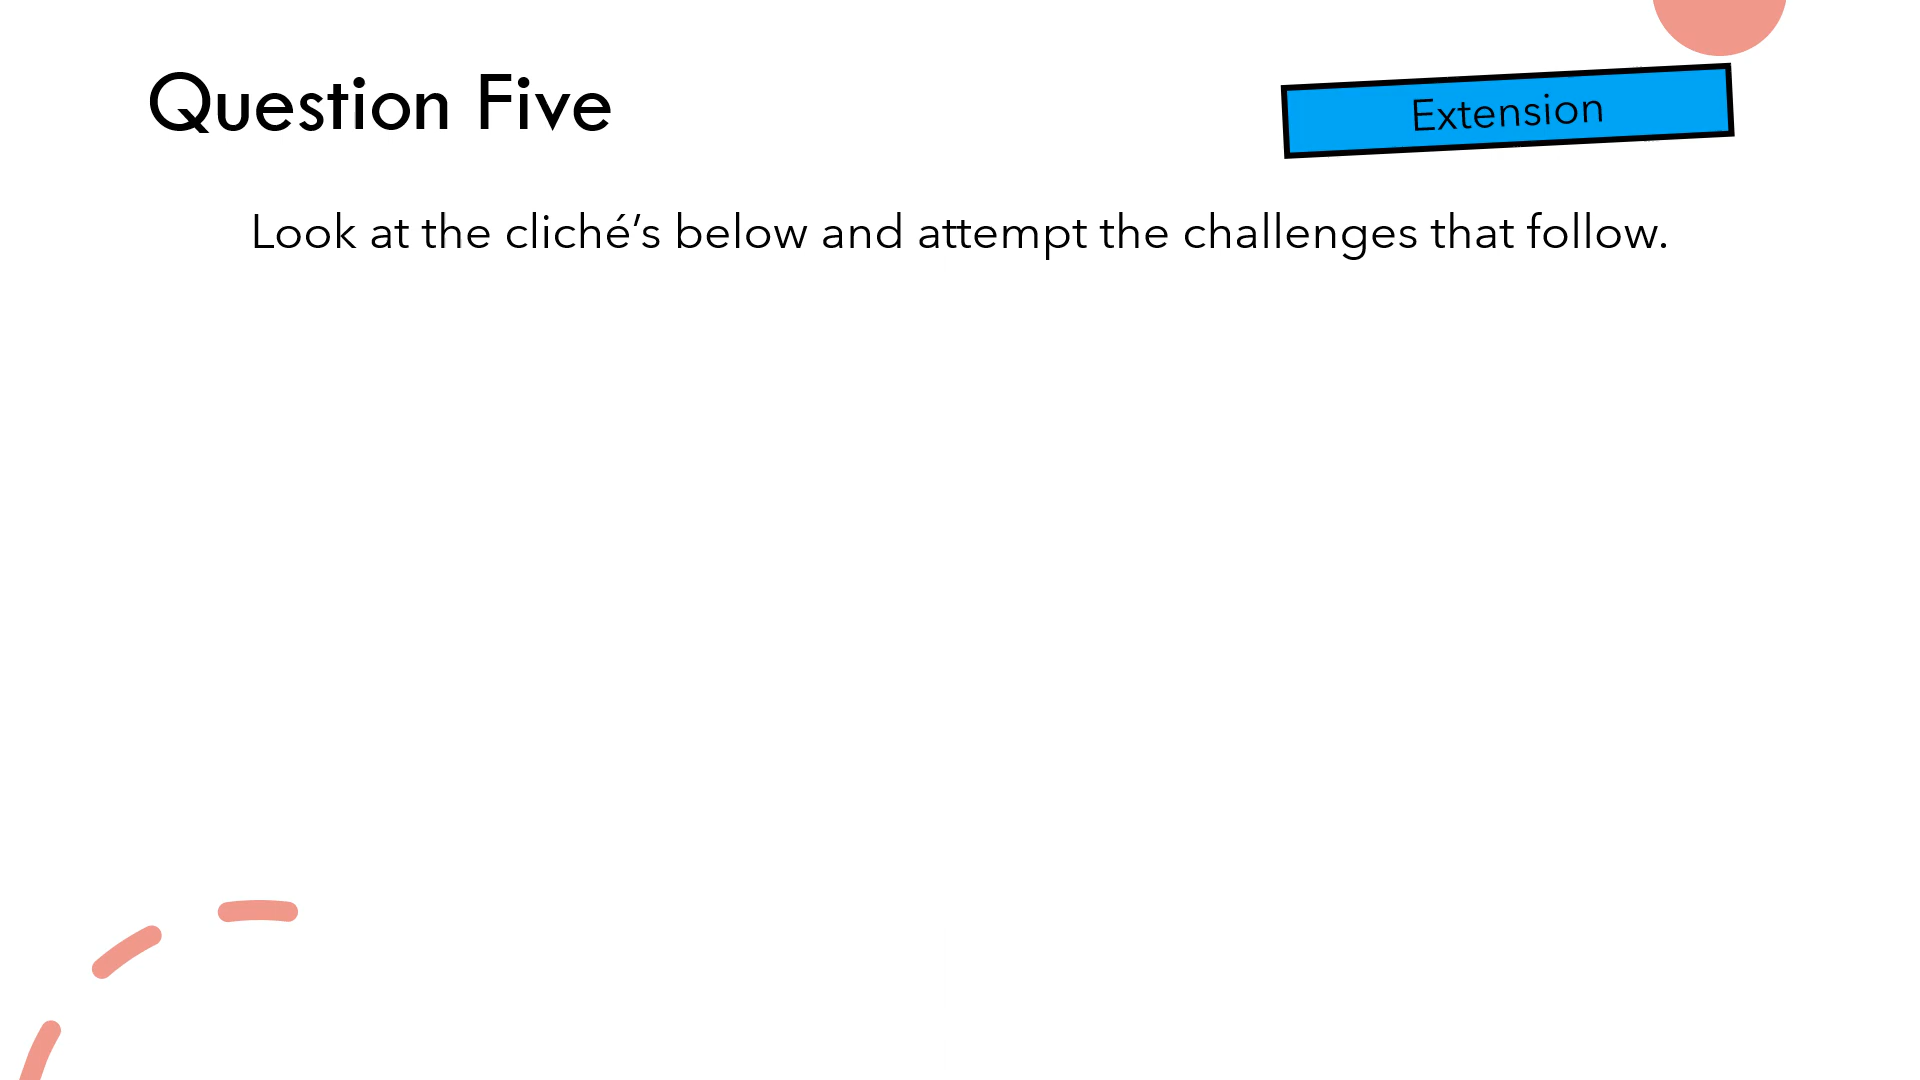 Question Five
Extension
Look at the cliché’s below and attempt the challenges that follow.